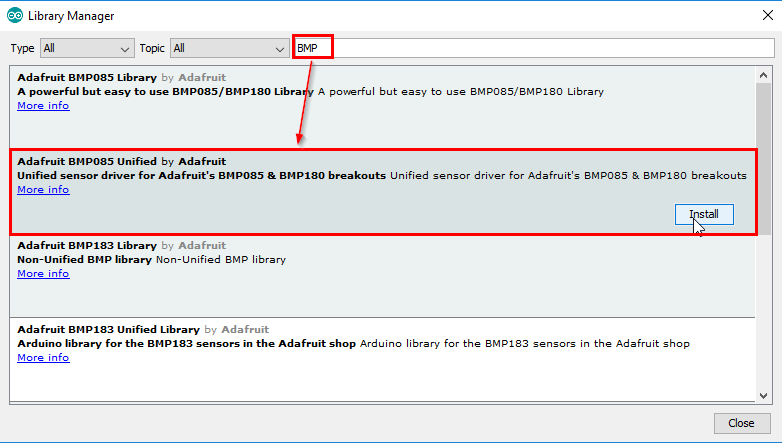 Library Manager
Type All Topic All BMP
Adafruit BMP085 Library by Adafruit
A powerful but easy to use BMP085/BMP180 Library A powerful but easy to use BMP085/BMP180 Library
More info
Adafruit BMP085 Unified by Adafruit
Unified sensor driver for Adafruit's BMP085 & BMP180 breakouts Unified sensor driver for Adafruit's BMP085 & BMP180 breakouts
More info
Install
Adafruit BMP183 Library by Adafruit
Non-Unified BMP library Non-Unified BMP library
More info
Adafruit BMP183 Unified Library by Adafruit
Arduino library for the BMP183 sensors in the Adafruit shop Arduino library for the BMP183 sensors in the Adafruit shop
More info
Close